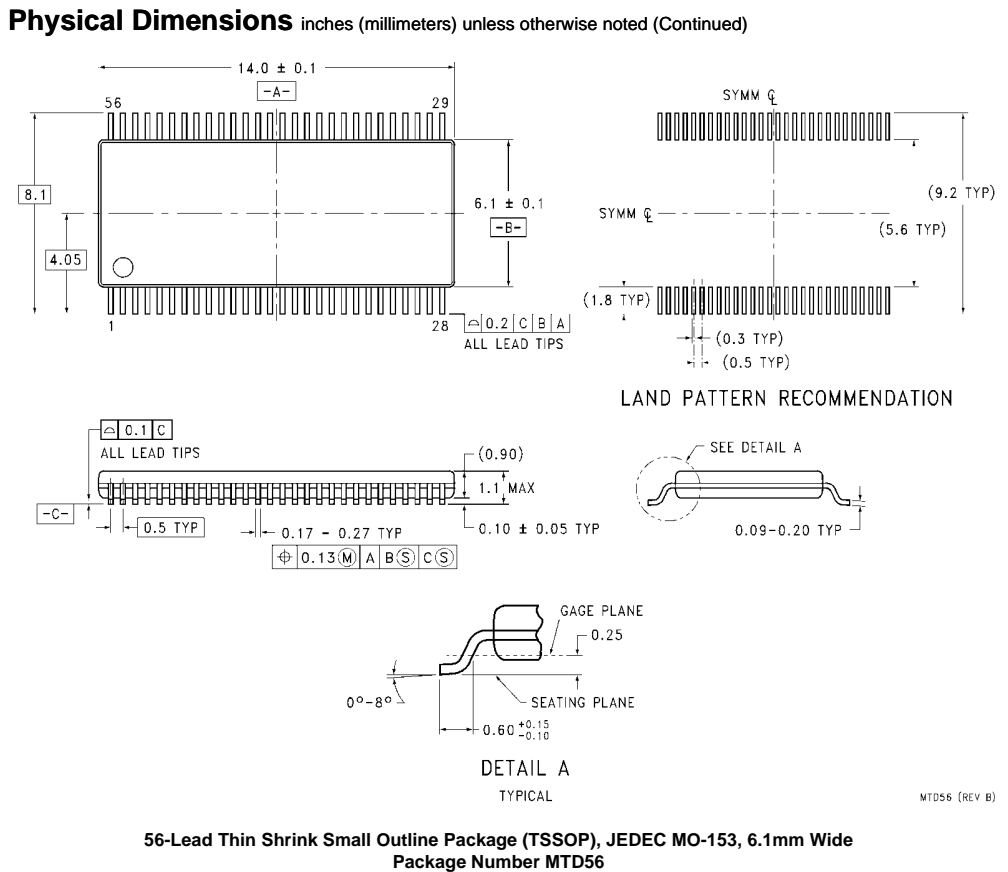 Physical Dimensions inches (millimeters) unless otherwise noted (Continued)
14.0 ± 0.1
-A-
56
29
8.1
4.05
6.1 ± 0.1
-B-
1
28
⌓ 0.2 C B A
ALL LEAD TIPS
SYMM ℄
SYMM ℄
(9.2 TYP)
(5.6 TYP)
(1.8 TYP)
(0.3 TYP)
(0.5 TYP)
LAND PATTERN RECOMMENDATION
⌓ 0.1 C
ALL LEAD TIPS
-C-
0.5 TYP
0.17 - 0.27 TYP
⌖ 0.13 Ⓜ A B Ⓢ C Ⓢ
(0.90)
1.1 MAX
0.10 ± 0.05 TYP
SEE DETAIL A
0.09-0.20 TYP
GAGE PLANE
0.25
0°-8°
SEATING PLANE
0.60 +0.15 -0.10
DETAIL A
TYPICAL
MTD56 (REV B)
56-Lead Thin Shrink Small Outline Package (TSSOP), JEDEC MO-153, 6.1mm Wide
Package Number MTD56